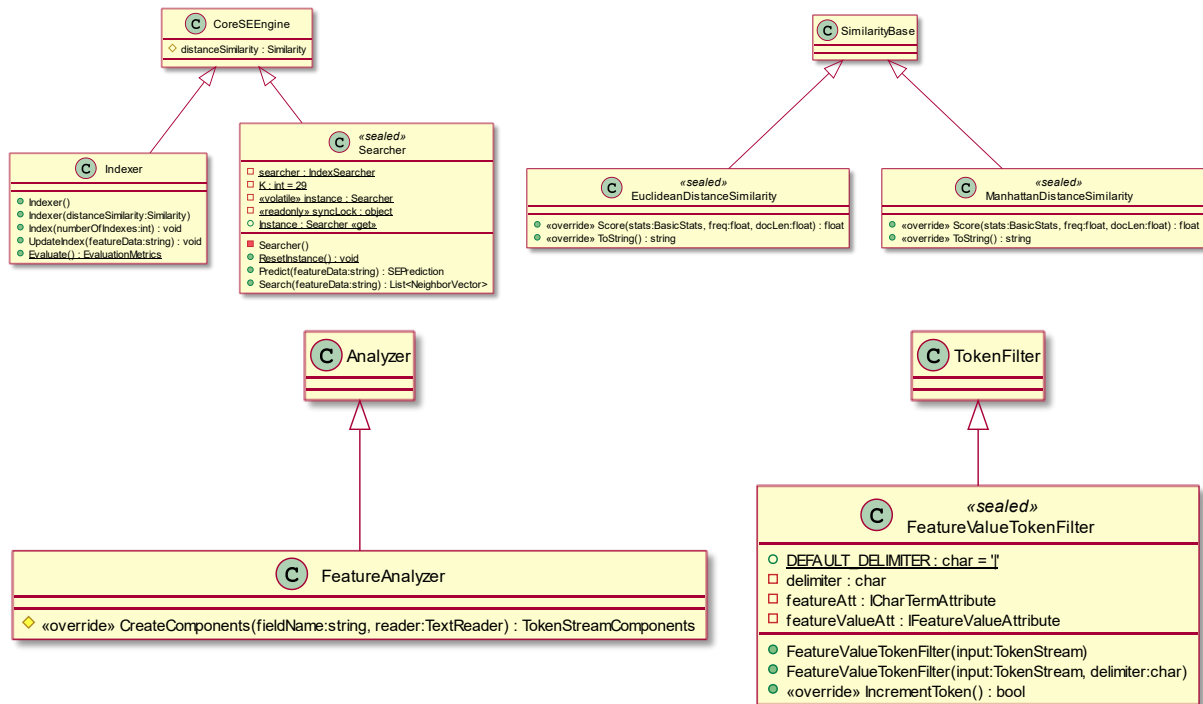 C CoreSEEngine
distanceSimilarity : Similarity
C Indexer
Indexer()
Indexer(distanceSimilarity:Similarity)
Index(numberOfIndexes:int) : void
UpdateIndex(featureData:string) : void
Evaluate() : EvaluationMetrics
C «sealed»
Searcher
searcher : IndexSearcher
K : int = 29
«volatile» instance : Searcher
«readonly» syncLock : object
Instance : Searcher «get»
Searcher()
ResetInstance() : void
Predict(featureData:string) : SEPrediction
Search(featureData:string) : List<NeighborVector>
C SimilarityBase
C «sealed»
EuclideanDistanceSimilarity
«override» Score(stats:BasicStats, freq:float, docLen:float) : float
«override» ToString() : string
C «sealed»
ManhattanDistanceSimilarity
«override» Score(stats:BasicStats, freq:float, docLen:float) : float
«override» ToString() : string
C Analyzer
C FeatureAnalyzer
«override» CreateComponents(fieldName:string, reader:TextReader) : TokenStreamComponents
C TokenFilter
C «sealed»
FeatureValueTokenFilter
DEFAULT_DELIMITER : char = '|'
delimiter : char
featureAtt : ICharTermAttribute
featureValueAtt : IFeatureValueAttribute
FeatureValueTokenFilter(input:TokenStream)
FeatureValueTokenFilter(input:TokenStream, delimiter:char)
«override» IncrementToken() : bool